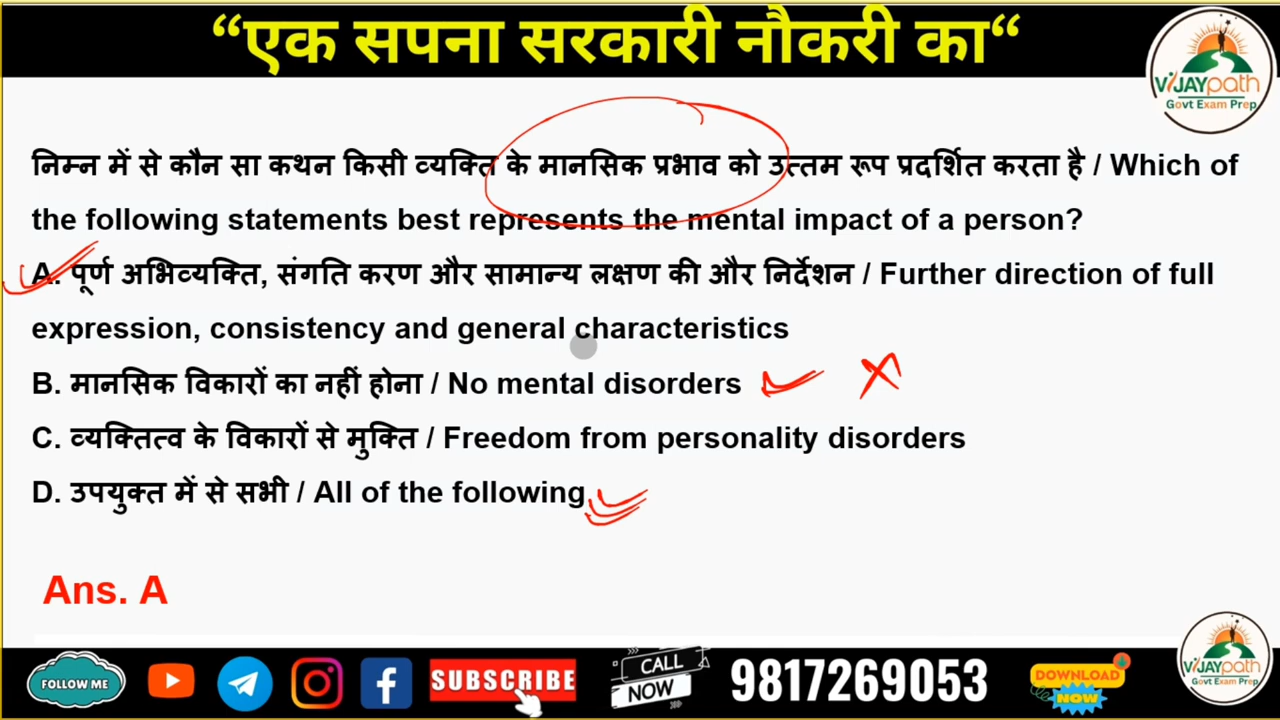 “एक सपना सरकारी नौकरी का“
ViJAYpath
Govt Exam Prep
निम्न में से कौन सा कथन किसी व्यक्ति के मानसिक प्रभाव को उत्तम रूप प्रदर्शित करता है / Which of
the following statements best represents the mental impact of a person?
A. पूर्ण अभिव्यक्ति, संगति करण और सामान्य लक्षण की और निर्देशन / Further direction of full
expression, consistency and general characteristics
B. मानसिक विकारों का नहीं होना / No mental disorders
C. व्यक्तित्व के विकारों से मुक्ति / Freedom from personality disorders
D. उपयुक्त में से सभी / All of the following
Ans. A
FOLLOW ME
SUBSCRIBE
CALL
NOW
9817269053
DOWNLOAD
NOW
ViJAYpath
Govt Exam Prep